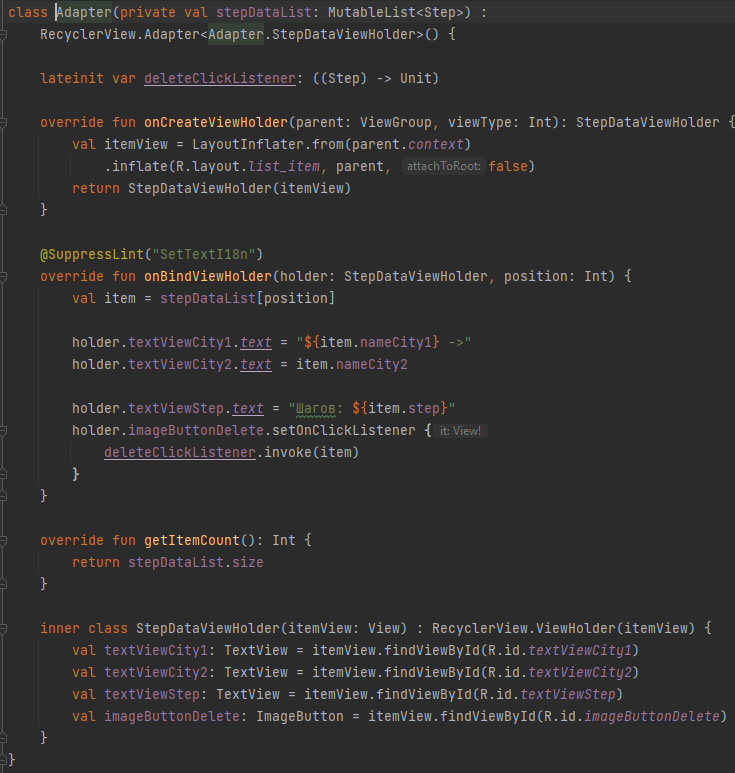 class Adapter(private val stepDataList: MutableList<Step>) :
    RecyclerView.Adapter<Adapter.StepDataViewHolder>() {

    lateinit var deleteClickListener: ((Step) -> Unit)

    override fun onCreateViewHolder(parent: ViewGroup, viewType: Int): StepDataViewHolder {
        val itemView = LayoutInflater.from(parent.context)
            .inflate(R.layout.list_item, parent, attachToRoot: false)
        return StepDataViewHolder(itemView)
    }

    @SuppressLint("SetTextI18n")
    override fun onBindViewHolder(holder: StepDataViewHolder, position: Int) {
        val item = stepDataList[position]

        holder.textViewCity1.text = "${item.nameCity1} ->"
        holder.textViewCity2.text = item.nameCity2

        holder.textViewStep.text = "Шагов: ${item.step}"
        holder.imageButtonDelete.setOnClickListener { it: View!
            deleteClickListener.invoke(item)
        }
    }

    override fun getItemCount(): Int {
        return stepDataList.size
    }

    inner class StepDataViewHolder(itemView: View) : RecyclerView.ViewHolder(itemView) {
        val textViewCity1: TextView = itemView.findViewById(R.id.textViewCity1)
        val textViewCity2: TextView = itemView.findViewById(R.id.textViewCity2)
        val textViewStep: TextView = itemView.findViewById(R.id.textViewStep)
        val imageButtonDelete: ImageButton = itemView.findViewById(R.id.imageButtonDelete)
    }
}